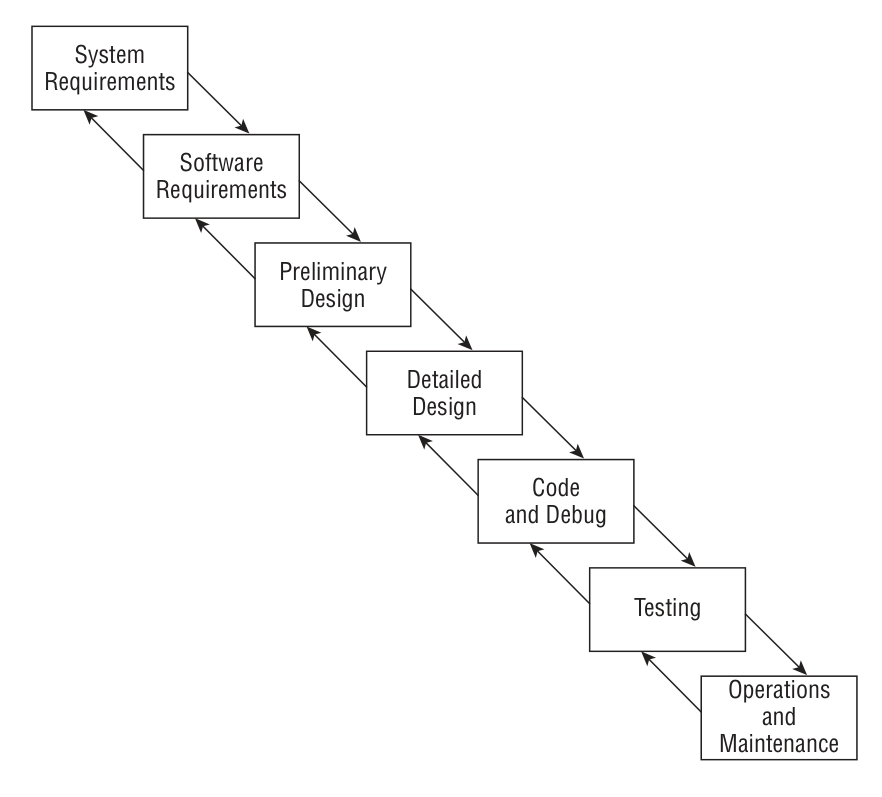 System
Requirements
Software
Requirements
Preliminary
Design
Detailed
Design
Code
and Debug
Testing
Operations
and
Maintenance